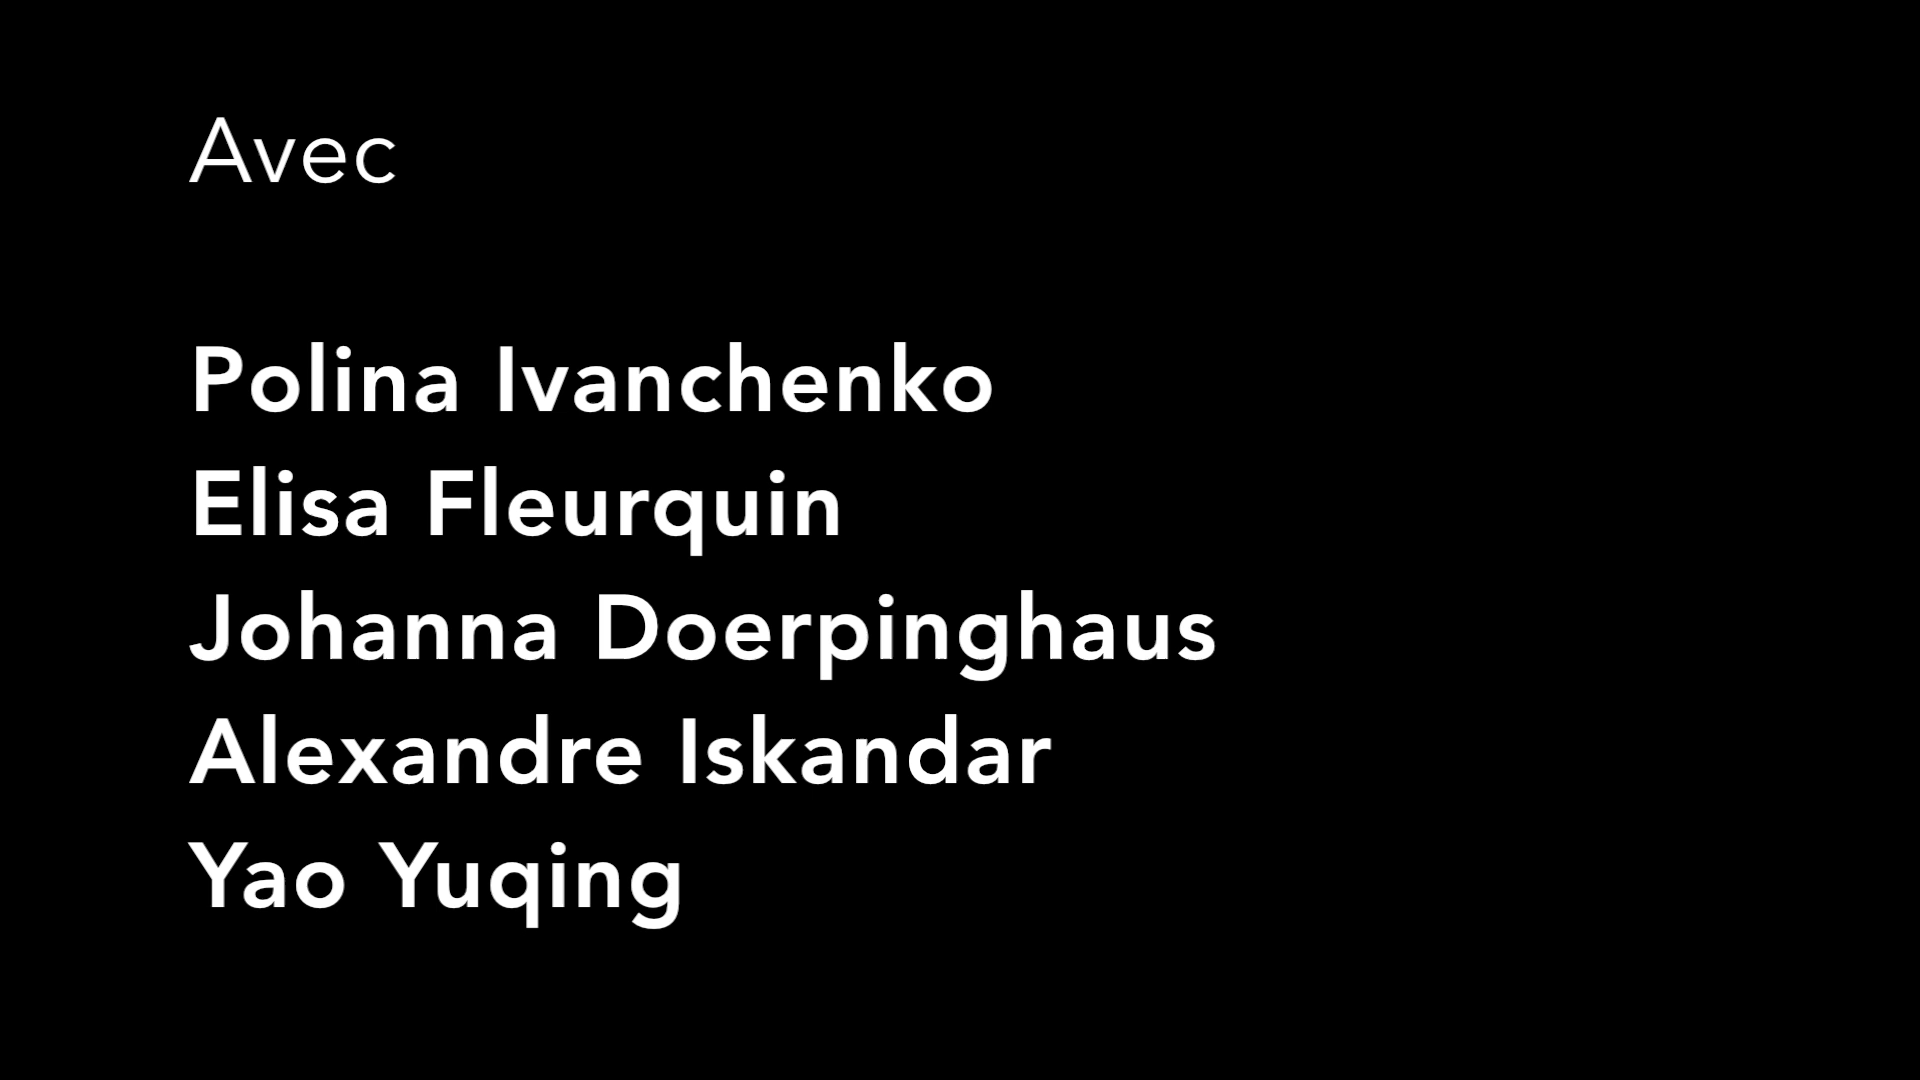 Avec
Polina Ivanchenko
Elisa Fleurquin
Johanna Doerpinghaus
Alexandre Iskandar
Yao Yuqing